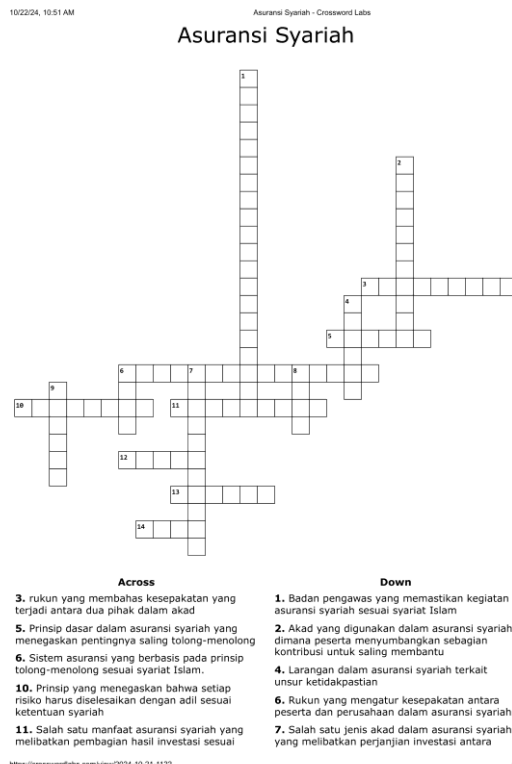 10/22/24, 10:51 AM
Asuransi Syariah - Crossword Labs
Asuransi Syariah
1
2
3
4
5
6
7
8
9
10
11
12
13
14
Across
3. rukun yang membahas kesepakatan yang
terjadi antara dua pihak dalam akad
5. Prinsip dasar dalam asuransi syariah yang
menegaskan pentingnya saling tolong-menolong
6. Sistem asuransi yang berbasis pada prinsip
tolong-menolong sesuai syariat Islam.
10. Prinsip yang menegaskan bahwa setiap
risiko harus diselesaikan dengan adil sesuai
ketentuan syariah
11. Salah satu manfaat asuransi syariah yang
melibatkan pembagian hasil investasi sesuai
Down
1. Badan pengawas yang memastikan kegiatan
asuransi syariah sesuai syariat Islam
2. Akad yang digunakan dalam asuransi syariah
dimana peserta menyumbangkan sebagian
kontribusi untuk saling membantu
4. Larangan dalam asuransi syariah terkait
unsur ketidakpastian
6. Rukun yang mengatur kesepakatan antara
peserta dan perusahaan dalam asuransi syariah
7. Salah satu jenis akad dalam asuransi syariah
yang melibatkan perjanjian investasi antara